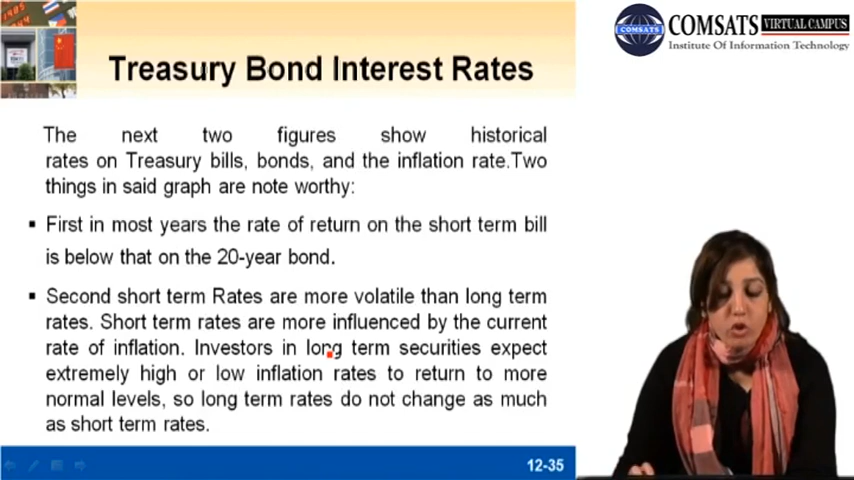 COMSATS VIRTUAL CAMPUS
Institute Of Information Technology
Treasury Bond Interest Rates
The next two figures show historical
rates on Treasury bills, bonds, and the inflation rate.Two
things in said graph are note worthy:
▪ First in most years the rate of return on the short term bill
is below that on the 20-year bond.
▪ Second short term Rates are more volatile than long term
rates. Short term rates are more influenced by the current
rate of inflation. Investors in long term securities expect
extremely high or low inflation rates to return to more
normal levels, so long term rates do not change as much
as short term rates.
12-35